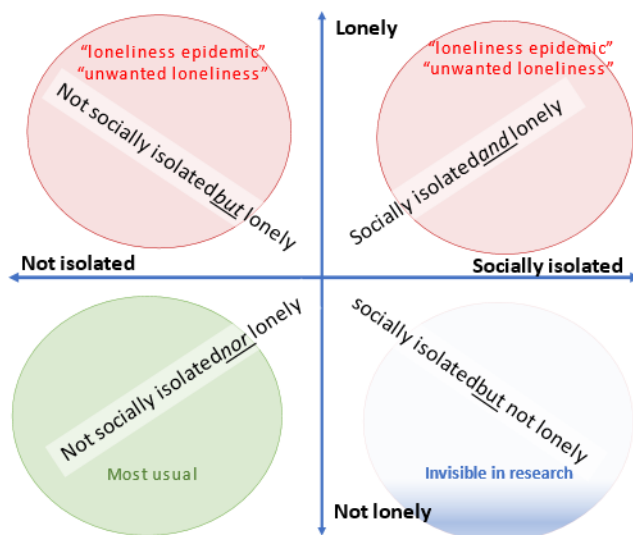 Lonely
“loneliness epidemic”
“unwanted loneliness”
Not socially isolated but lonely
“loneliness epidemic”
“unwanted loneliness”
Socially isolated and lonely
Not isolated
Socially isolated
Not socially isolated nor lonely
Most usual
socially isolated but not lonely
Invisible in research
Not lonely